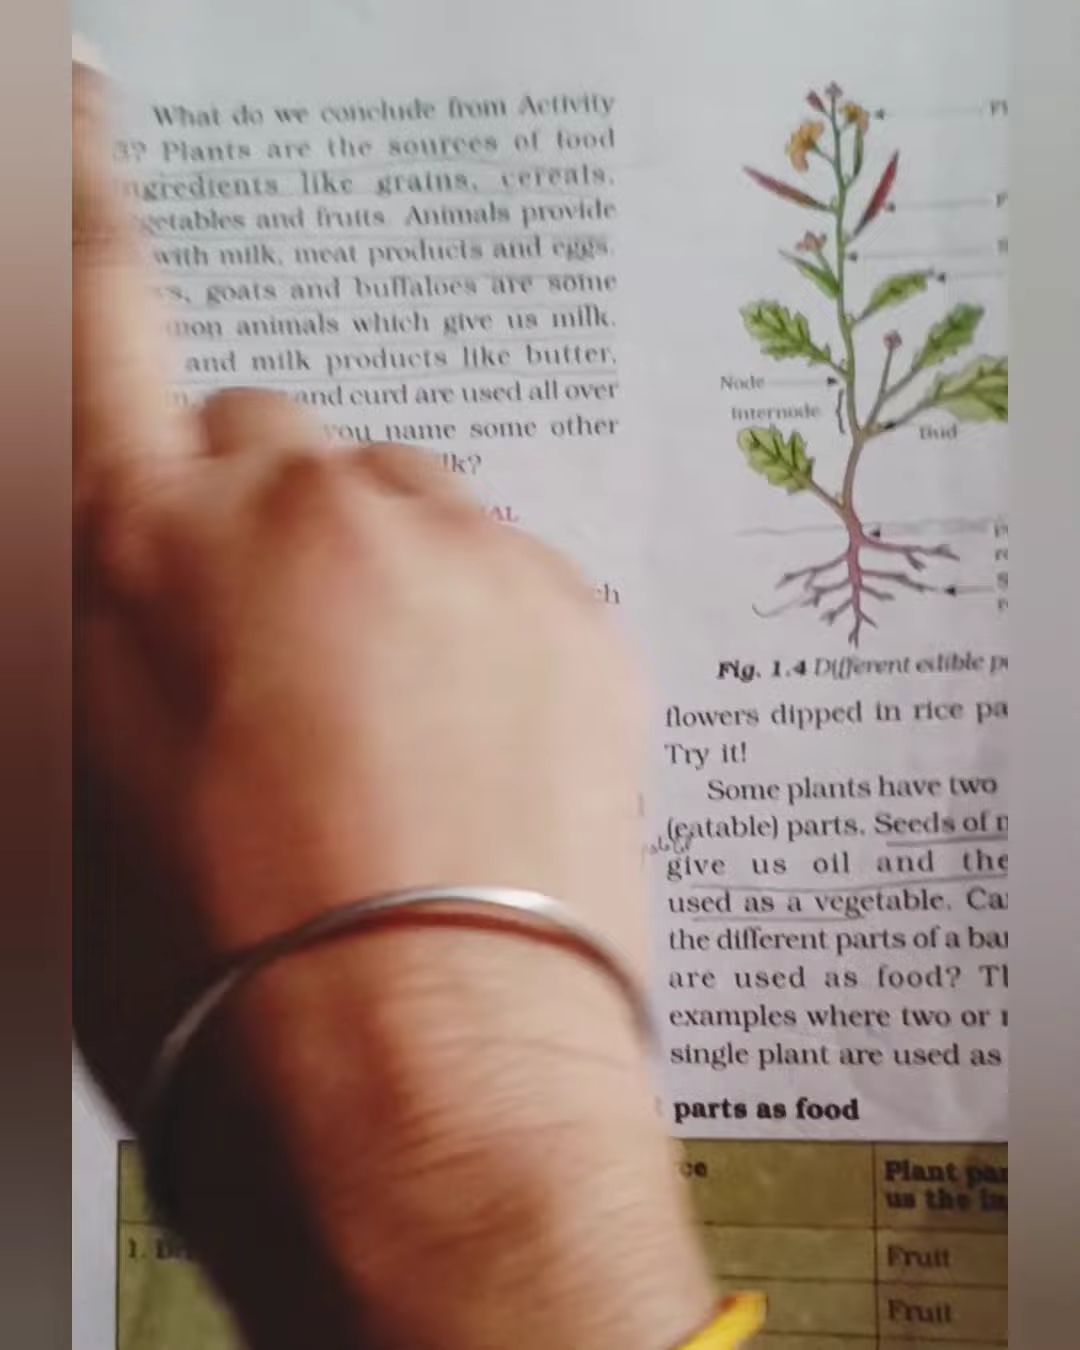 What do we conclude from Activity
3? Plants are the sources of food
ngredients like grains, cereals,
getables and fruits. Animals provide
with milk, meat products and eggs.
s, goats and buffaloes are some
mon animals which give us milk.
and milk products like butter,
and curd are used all over
you name some other
lk?
AL
ch
Node
Internode
Bud
Fig. 1.4 Different edible p
flowers dipped in rice pa
Try it!
Some plants have two
(eatable) parts. Seeds of
give us oil and the
used as a vegetable. Ca
the different parts of a ba
are used as food? T
examples where two or
single plant are used as
parts as food
ce
Plant par
us the in
1.
Fruit
Fruit